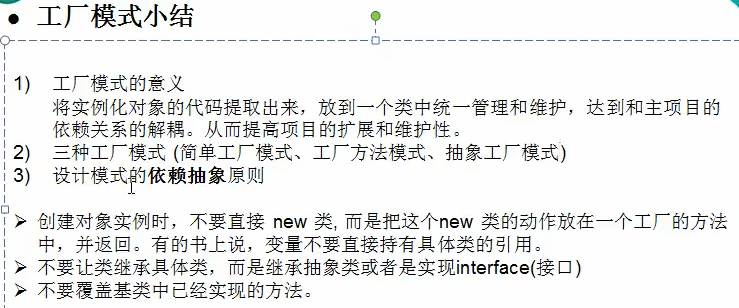 ● 工厂模式小结
1) 工厂模式的意义
将实例化对象的代码提取出来，放到一个类中统一管理和维护，达到和主项目的
依赖关系的解耦。从而提高项目的扩展和维护性。
2) 三种工厂模式 (简单工厂模式、工厂方法模式、抽象工厂模式)
3) 设计模式的依赖抽象原则
➢ 创建对象实例时，不要直接 new 类, 而是把这个new 类的动作放在一个工厂的方法
中，并返回。有的书上说，变量不要直接持有具体类的引用。
➢ 不要让类继承具体类，而是继承抽象类或者是实现interface(接口)
➢ 不要覆盖基类中已经实现的方法。